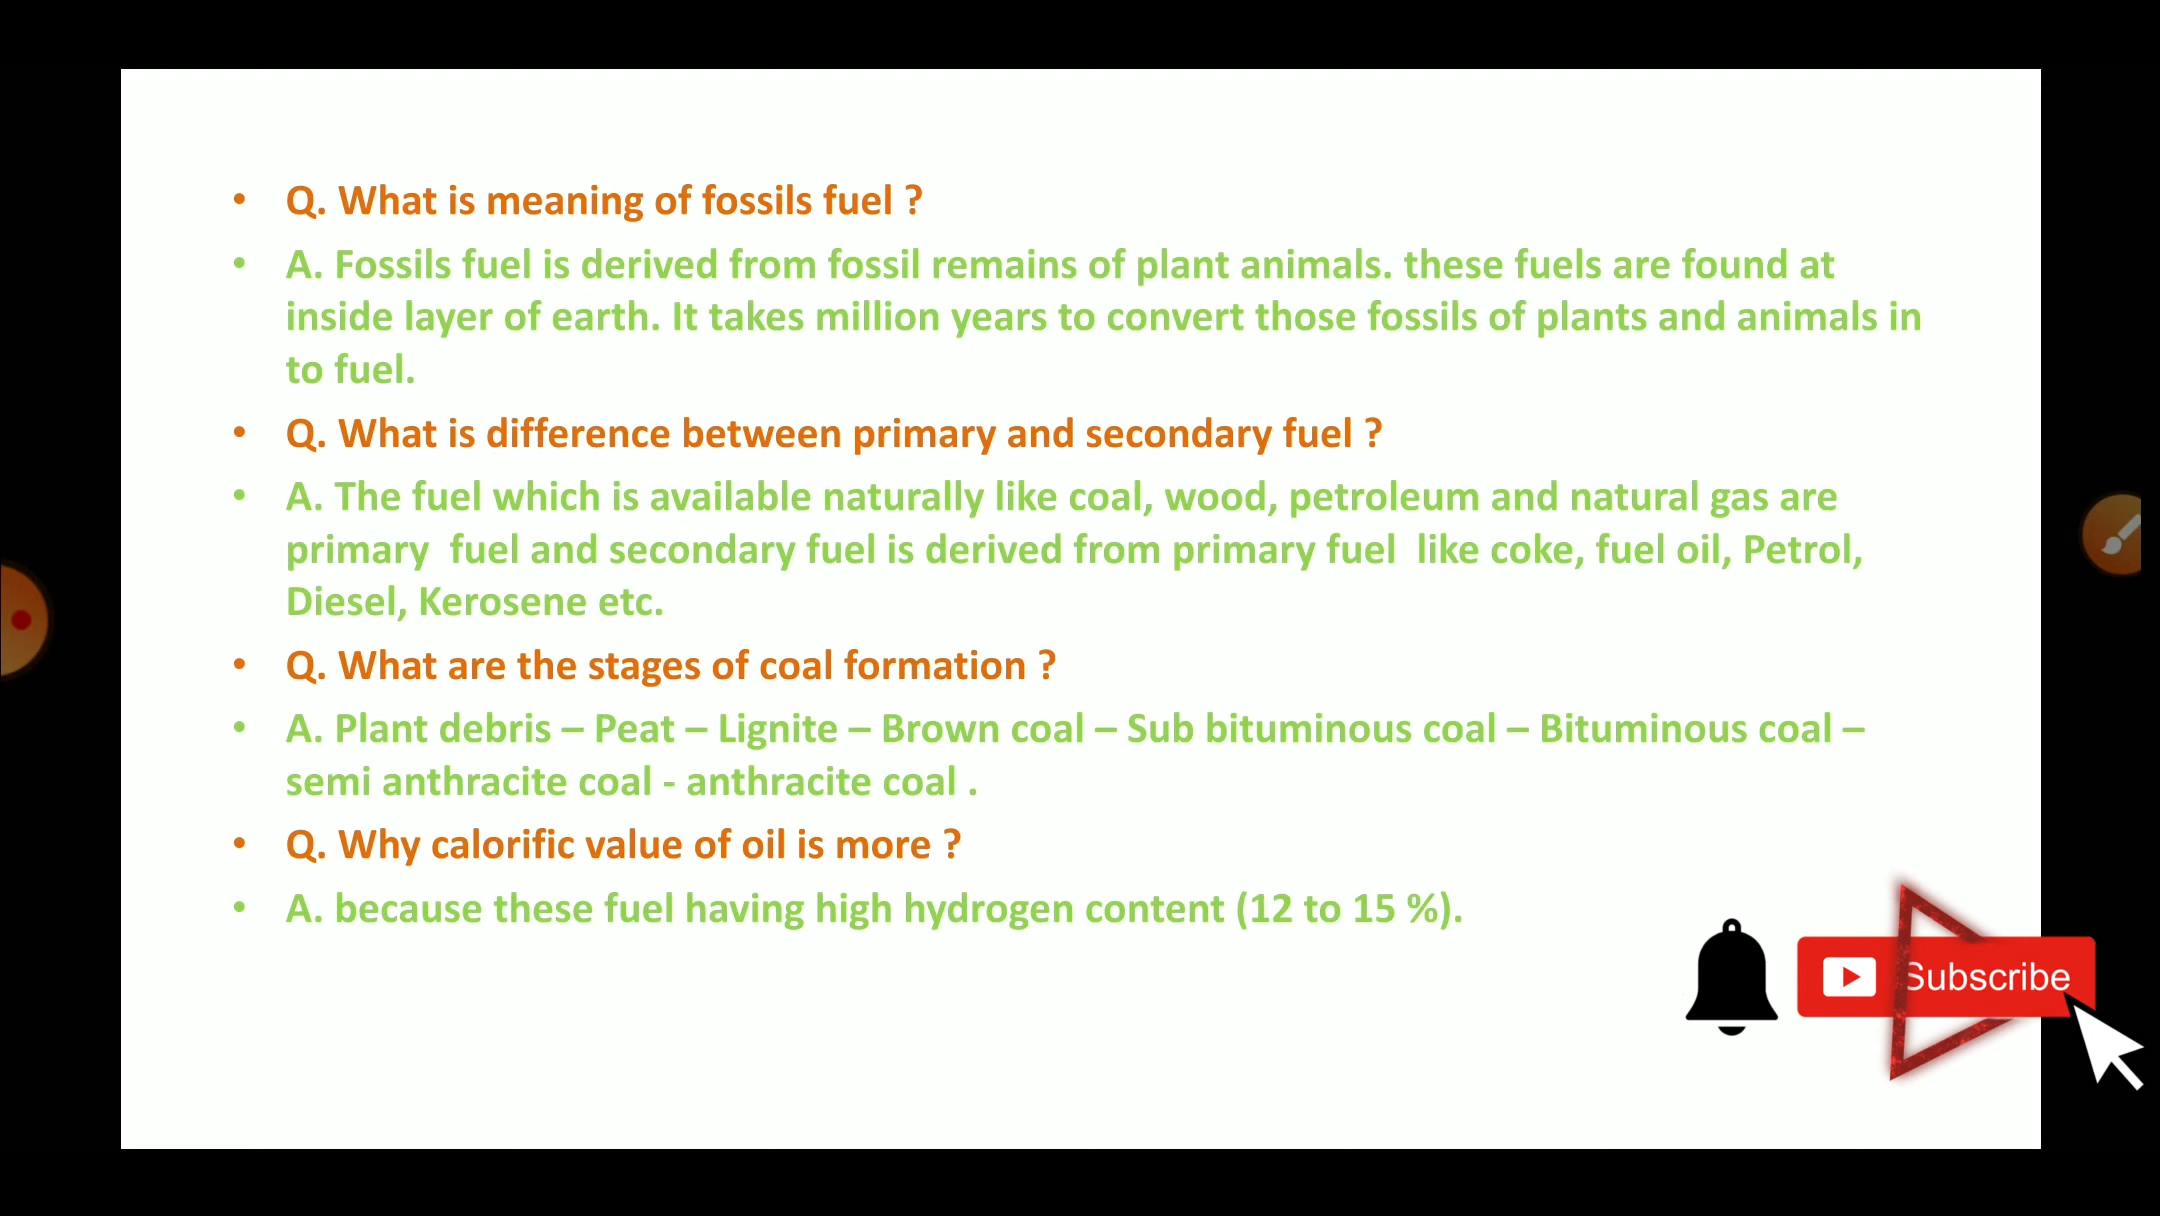 • Q. What is meaning of fossils fuel ?
• A. Fossils fuel is derived from fossil remains of plant animals. these fuels are found at
inside layer of earth. It takes million years to convert those fossils of plants and animals in
to fuel.
• Q. What is difference between primary and secondary fuel ?
• A. The fuel which is available naturally like coal, wood, petroleum and natural gas are
primary  fuel and secondary fuel is derived from primary fuel  like coke, fuel oil, Petrol,
Diesel, Kerosene etc.
• Q. What are the stages of coal formation ?
• A. Plant debris – Peat – Lignite – Brown coal – Sub bituminous coal – Bituminous coal –
semi anthracite coal - anthracite coal .
• Q. Why calorific value of oil is more ?
• A. because these fuel having high hydrogen content (12 to 15 %).
Subscribe